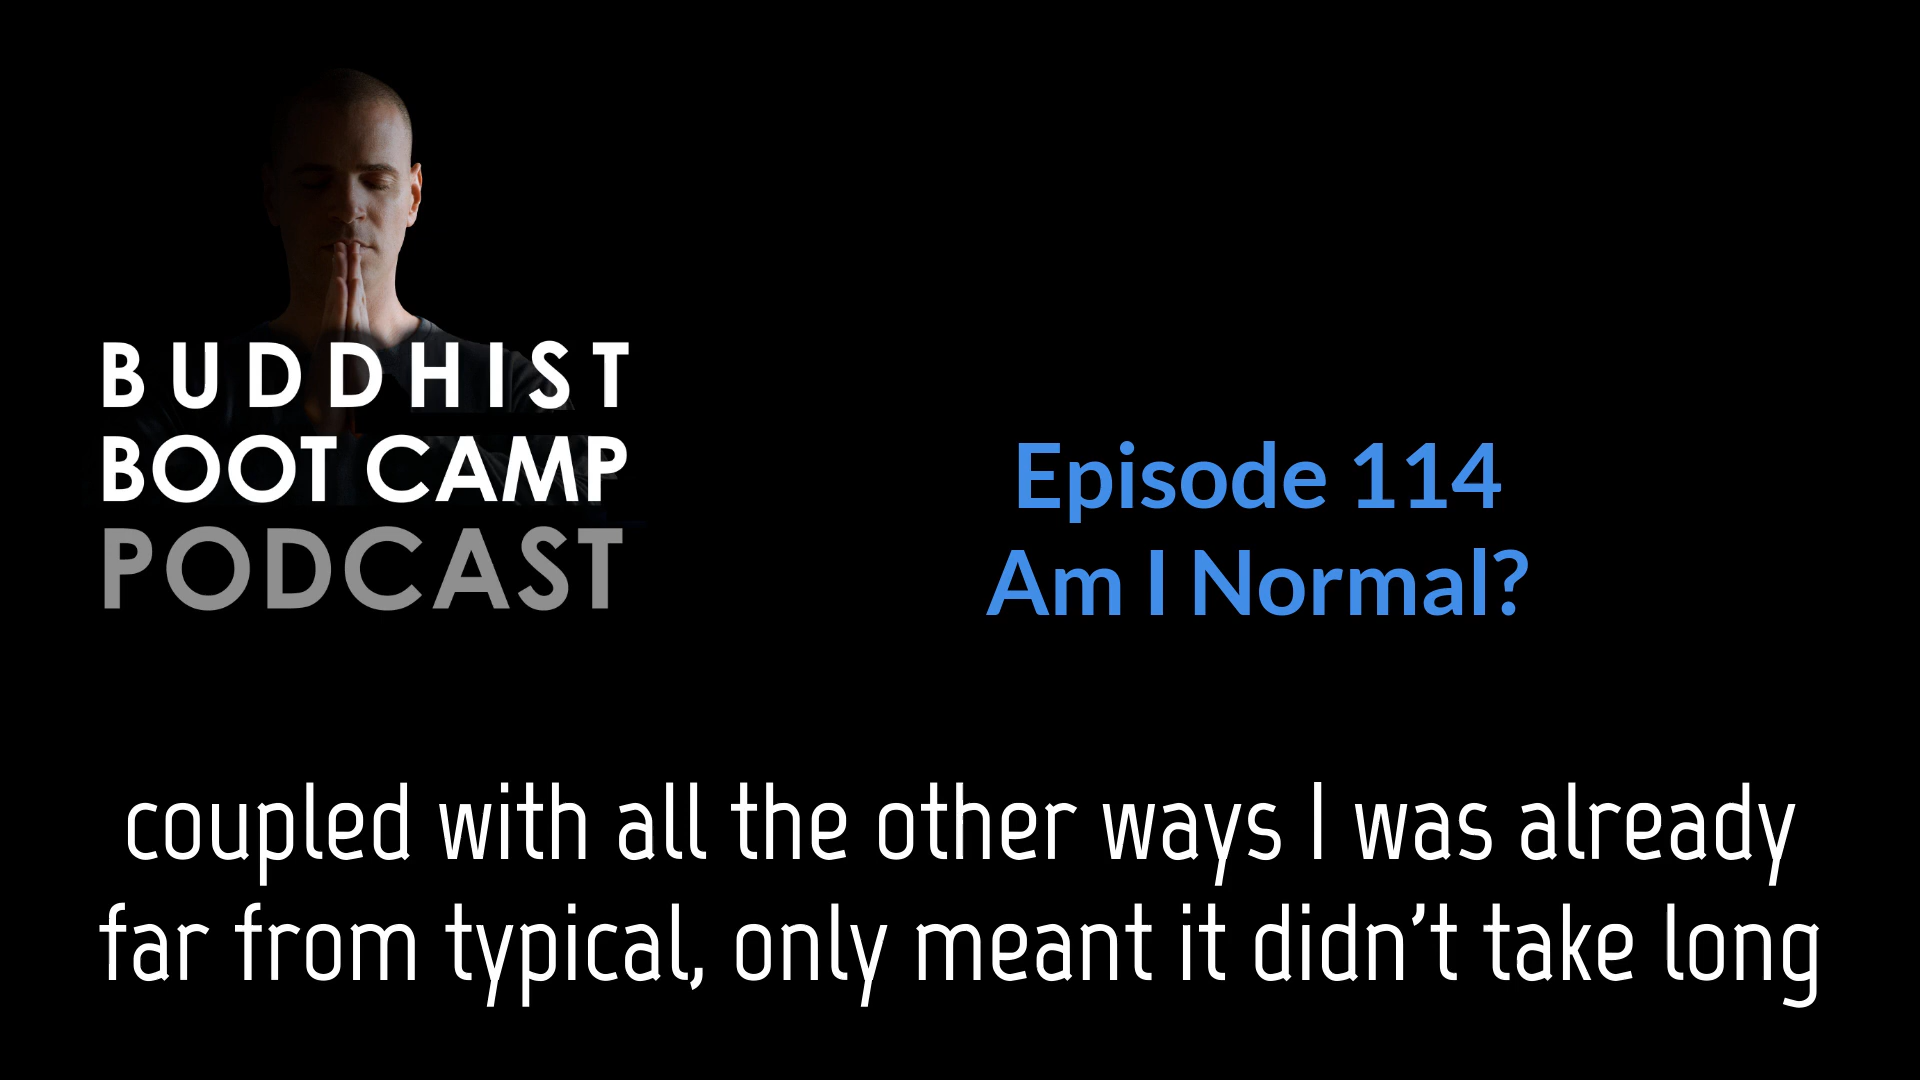 BUDDHIST
BOOT CAMP
PODCAST
Episode 114
Am I Normal?
coupled with all the other ways I was already
far from typical, only meant it didn’t take long